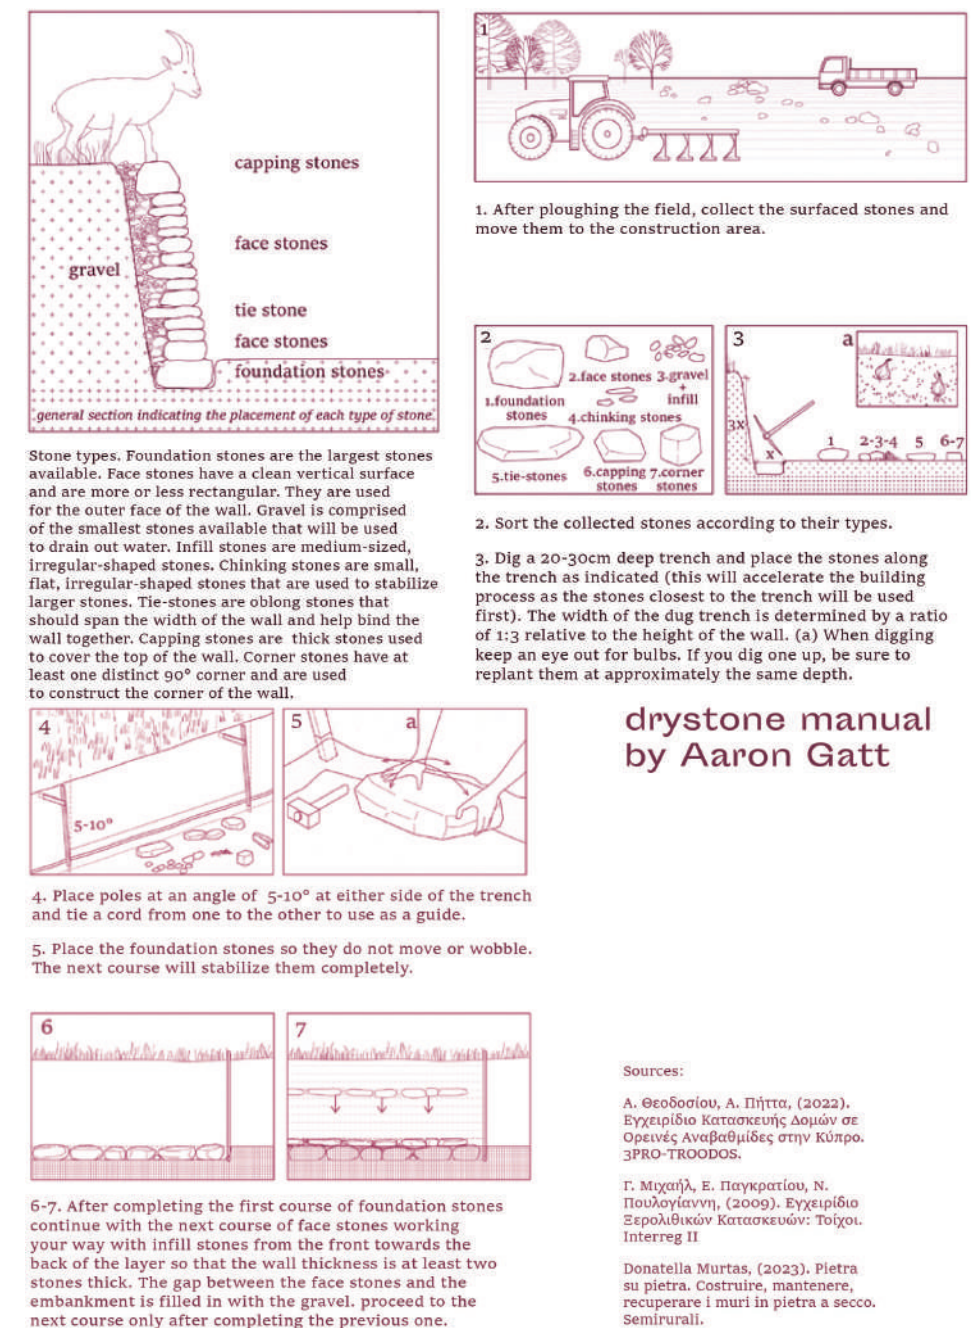 capping stones
face stones
gravel
tie stone
face stones
foundation stones
general section indicating the placement of each type of stone.
Stone types. Foundation stones are the largest stones
available. Face stones have a clean vertical surface
and are more or less rectangular. They are used
for the outer face of the wall. Gravel is comprised
of the smallest stones available that will be used
to drain out water. Infill stones are medium-sized,
irregular-shaped stones. Chinking stones are small,
flat, irregular-shaped stones that are used to stabilize
larger stones. Tie-stones are oblong stones that
should span the width of the wall and help bind the
wall together. Capping stones are thick stones used
to cover the top of the wall. Corner stones have at
least one distinct 90° corner and are used
to construct the corner of the wall.
1
1. After ploughing the field, collect the surfaced stones and
move them to the construction area.
2
1.foundation
stones
2.face stones
3.gravel
+
infill
4.chinking stones
5.tie-stones
6.capping
stones
7.corner
stones
3
a
3x
x
1
2-3-4
5
6-7
2. Sort the collected stones according to their types.
3. Dig a 20-30cm deep trench and place the stones along
the trench as indicated (this will accelerate the building
process as the stones closest to the trench will be used
first). The width of the dug trench is determined by a ratio
of 1:3 relative to the height of the wall. (a) When digging
keep an eye out for bulbs. If you dig one up, be sure to
replant them at approximately the same depth.
drystone manual
by Aaron Gatt
4
5-10°
5
a
4. Place poles at an angle of 5-10° at either side of the trench
and tie a cord from one to the other to use as a guide.
5. Place the foundation stones so they do not move or wobble.
The next course will stabilize them completely.
6
7
6-7. After completing the first course of foundation stones
continue with the next course of face stones working
your way with infill stones from the front towards the
back of the layer so that the wall thickness is at least two
stones thick. The gap between the face stones and the
embankment is filled in with the gravel. proceed to the
next course only after completing the previous one.
Sources:
Α. Θεοδοσίου, Α. Πήττα, (2022).
Εγχειρίδιο Κατασκευής Δομών σε
Ορεινές Αναβαθμίδες στην Κύπρο.
3PRO-TROODOS.
Γ. Μιχαήλ, Ε. Παγκρατίου, Ν.
Πουλογίαννη, (2009). Εγχειρίδιο
Ξερολιθικών Κατασκευών: Τοίχοι.
Interreg II
Donatella Murtas, (2023). Pietra
su pietra. Costruire, mantenere,
recuperare i muri in pietra a secco.
Semirurali.